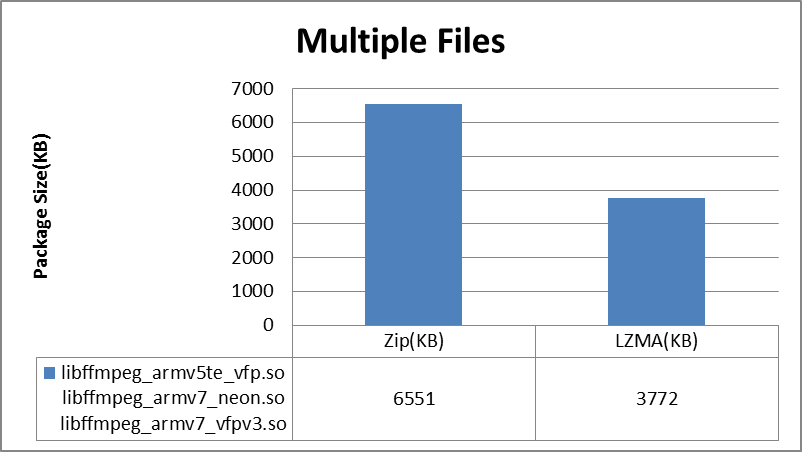 Multiple Files
Package Size(KB)
7000
6000
5000
4000
3000
2000
1000
0
Zip(KB) LZMA(KB)
libffmpeg_armv5te_vfp.so
libffmpeg_armv7_neon.so 6551 3772
libffmpeg_armv7_vfpv3.so